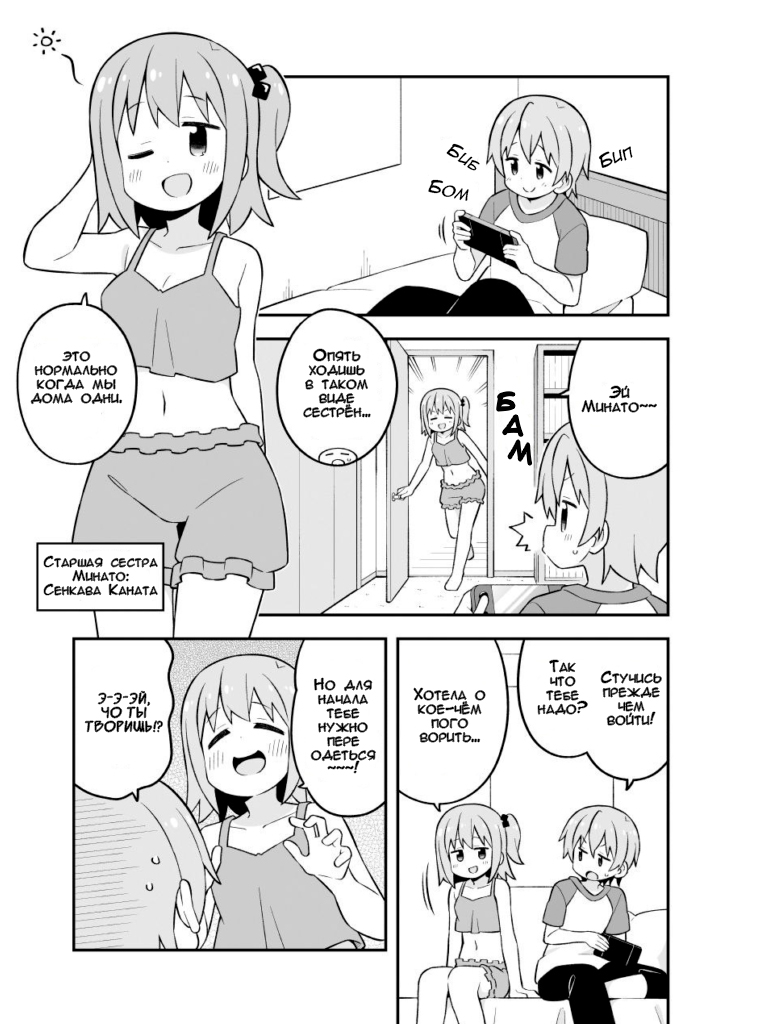 Биб
Бом
Бип
Эй
Минато~~
БАМ
Опять
ходишь
в таком
виде
сестрён...
это
нормально
когда мы
дома одни.
Старшая сестра
Минато:
Сенкава Каната
Стучись
прежде
чем
войти!
Так
что
тебе
надо?
Хотела о
кое-чём
пого
ворить...
Но для
начала
тебе
нужно
пере
одеться
~~~!
Э-э-эй,
чо ты
творишь!?